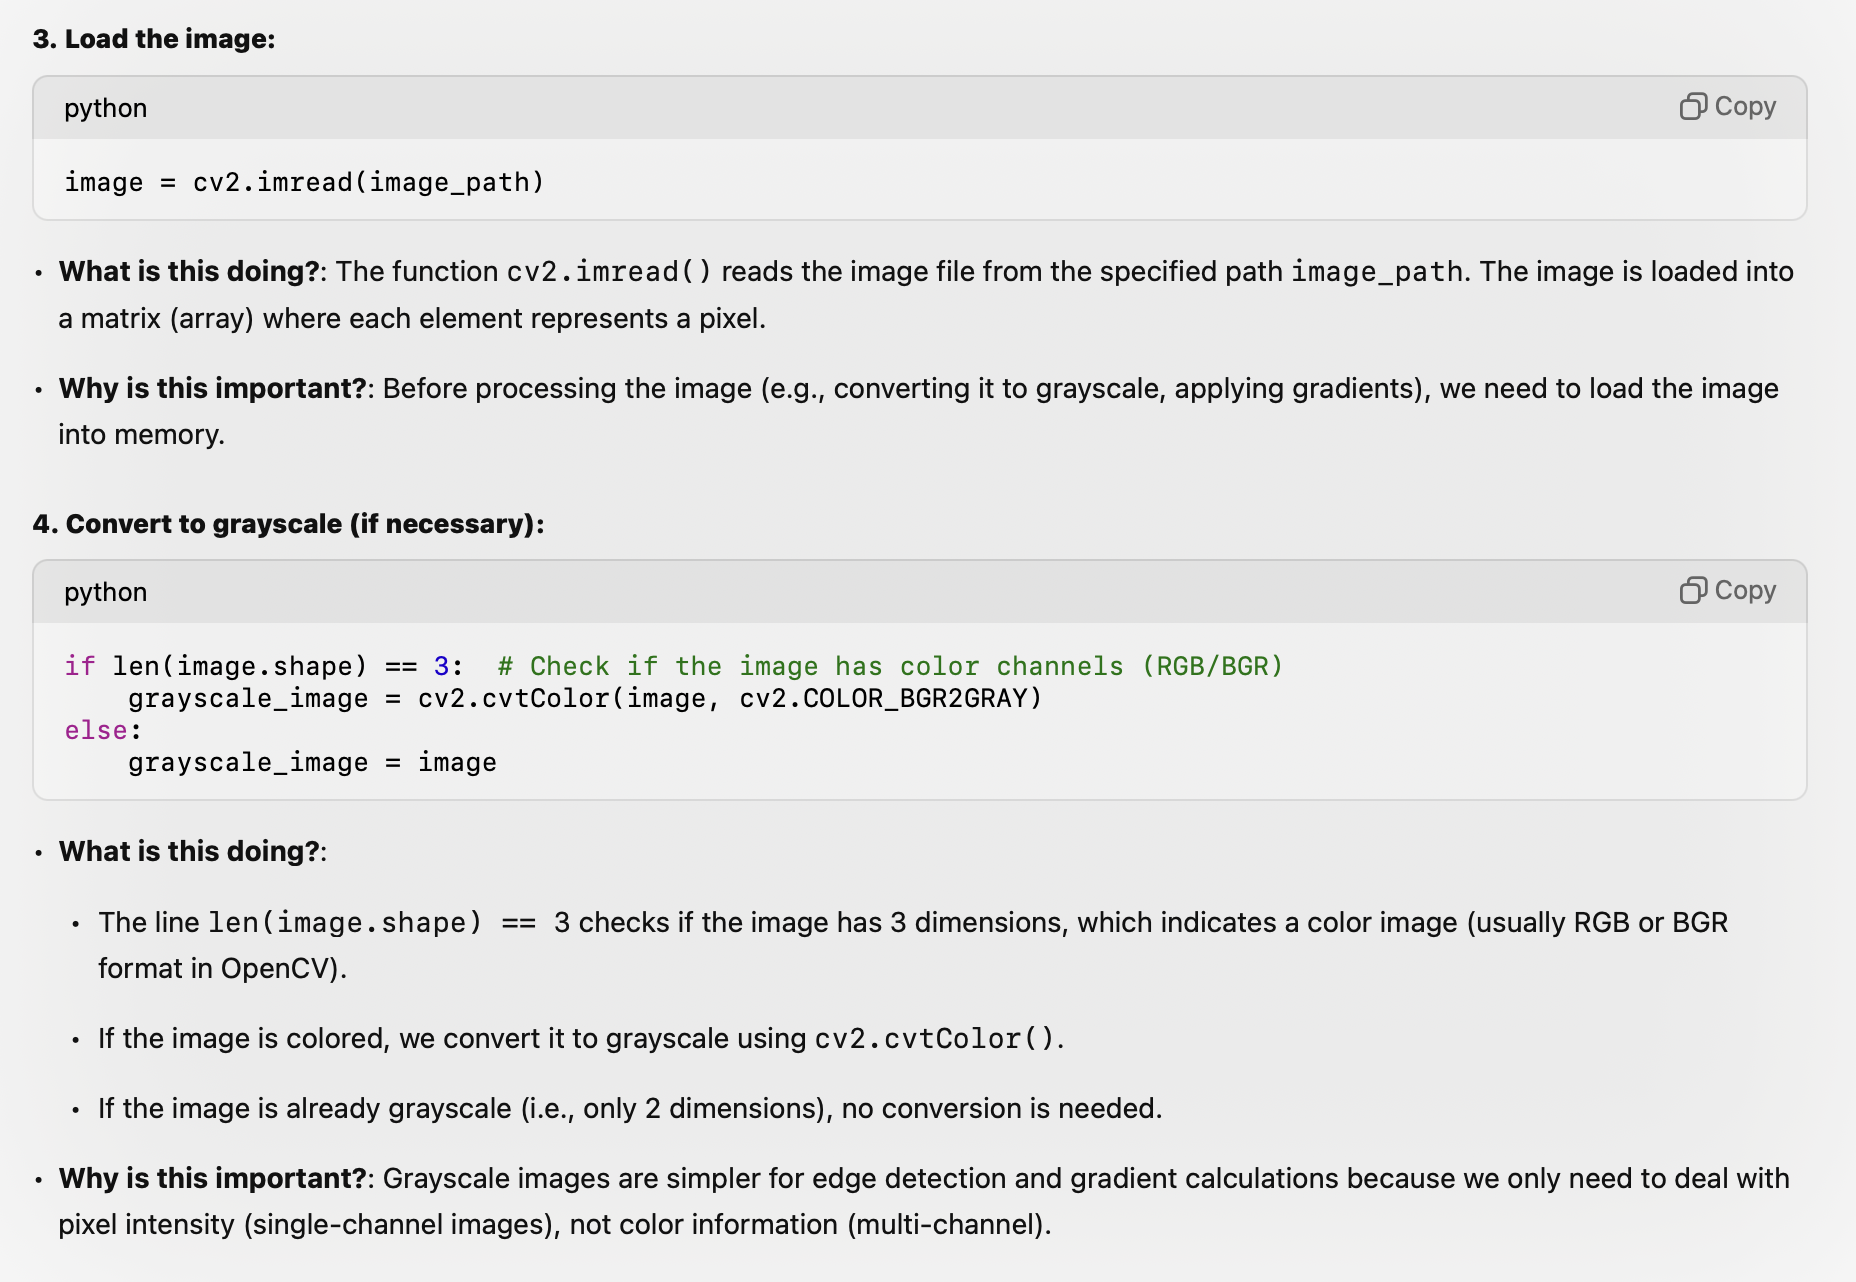 3. Load the image:
python
Copy
image = cv2.imread(image_path)
• What is this doing?: The function cv2.imread() reads the image file from the specified path image_path. The image is loaded into
a matrix (array) where each element represents a pixel.
• Why is this important?: Before processing the image (e.g., converting it to grayscale, applying gradients), we need to load the image
into memory.
4. Convert to grayscale (if necessary):
python
Copy
if len(image.shape) == 3:  # Check if the image has color channels (RGB/BGR)
    grayscale_image = cv2.cvtColor(image, cv2.COLOR_BGR2GRAY)
else:
    grayscale_image = image
• What is this doing?:
• The line len(image.shape) == 3 checks if the image has 3 dimensions, which indicates a color image (usually RGB or BGR
format in OpenCV).
• If the image is colored, we convert it to grayscale using cv2.cvtColor().
• If the image is already grayscale (i.e., only 2 dimensions), no conversion is needed.
• Why is this important?: Grayscale images are simpler for edge detection and gradient calculations because we only need to deal with
pixel intensity (single-channel images), not color information (multi-channel).